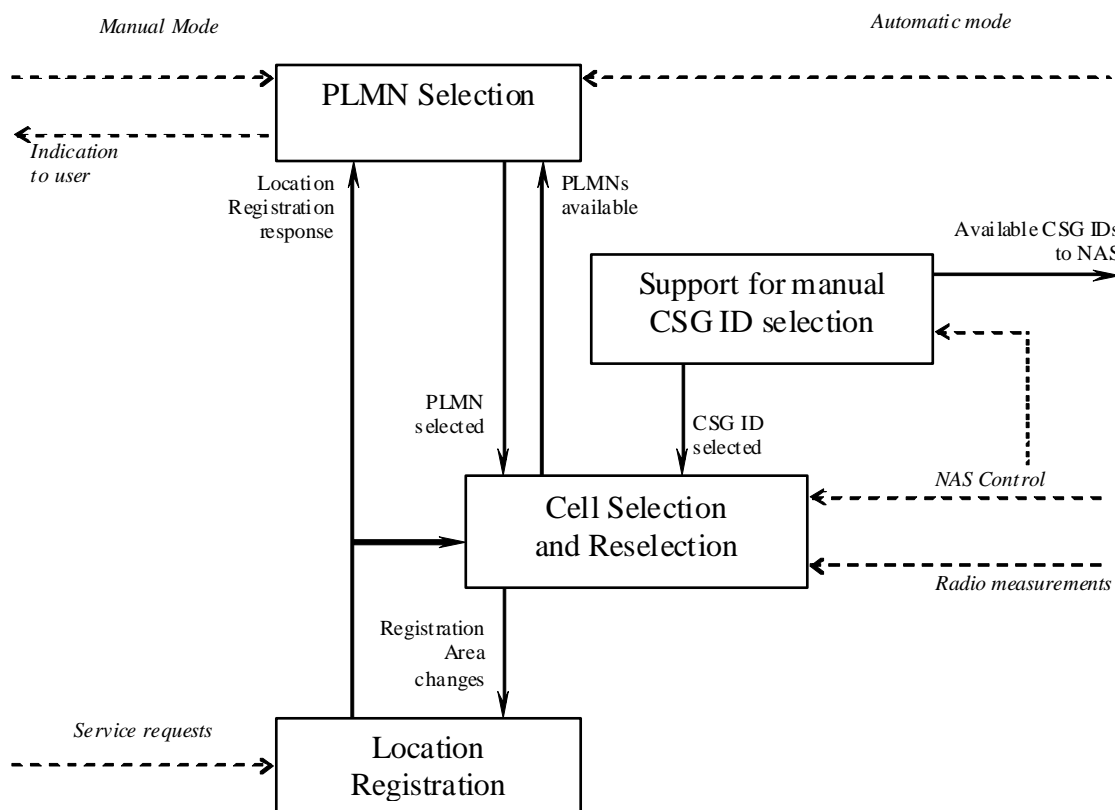 Manual Mode
Automatic mode
PLMN Selection
Indication
to user
Location
Registration
response
PLMNs
available
Available CSG IDs
to NAS
Support for manual
CSG ID selection
PLMN
selected
CSG ID
selected
NAS Control
Cell Selection
and Reselection
Radio measurements
Registration
Area
changes
Service requests
Location
Registration